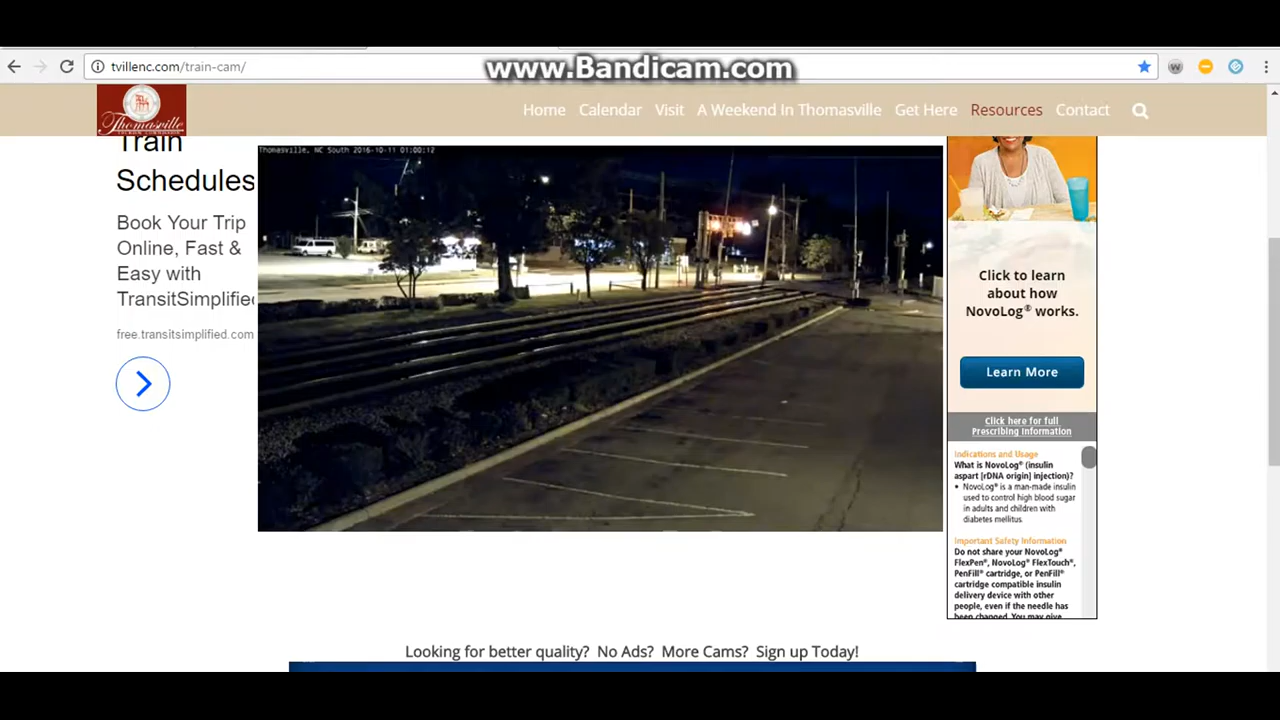 www.Bandicam.com
tvillenc.com/train-cam/
Thomasville
Home Calendar Visit A Weekend In Thomasville Get Here Resources Contact
Train
Schedules
Book Your Trip
Online, Fast &
Easy with
TransitSimplified
free.transitsimplified.com
Thomasville, NC South 2016-10-11 01:00:12
Click to learn
about how
NovoLog® works.
Learn More
Click here for full
Prescribing Information
Indications and Usage
What is NovoLog® (insulin
aspart [rDNA origin] injection)?
• NovoLog® is a man-made insulin
used to control high blood sugar
in adults and children with
diabetes mellitus.
Important Safety Information
Do not share your NovoLog®
FlexPen®, NovoLog® FlexTouch®,
PenFill® cartridge, or PenFill®
cartridge compatible insulin
delivery device with other
people, even if the needle has
been changed. You may give
Looking for better quality? No Ads? More Cams? Sign up Today!